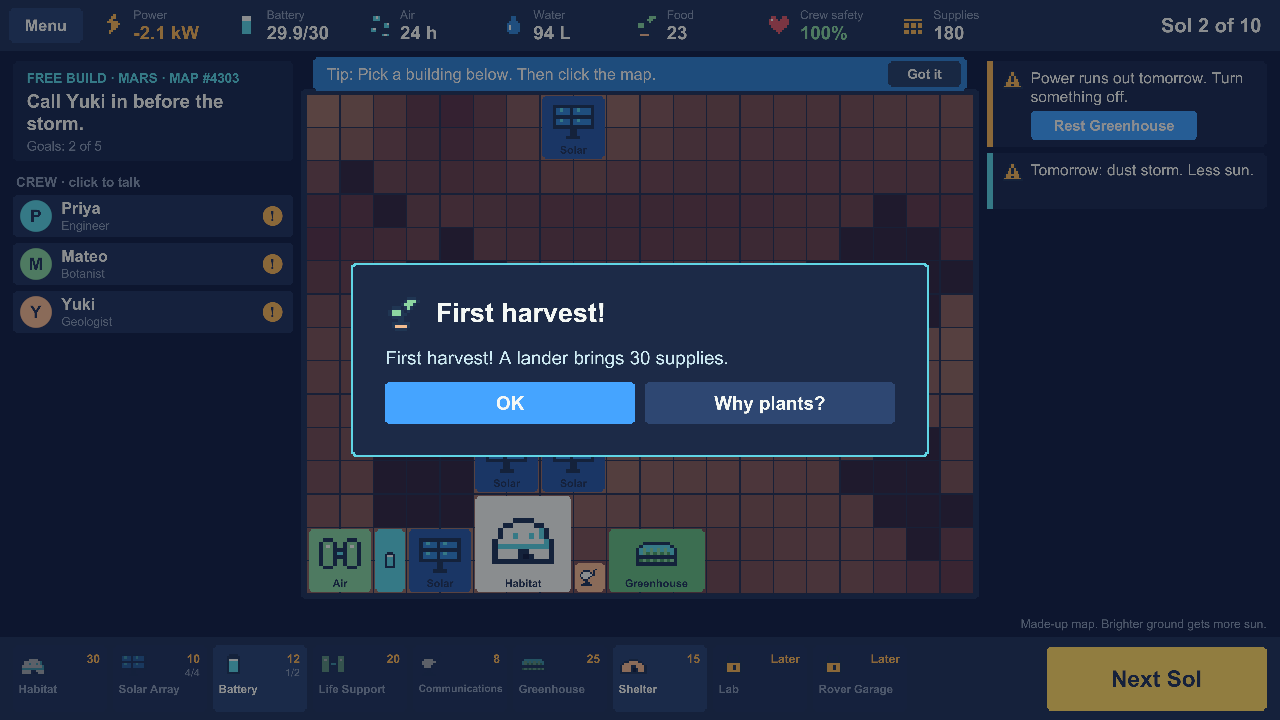 Menu
Power
-2.1 kW
Battery
29.9/30
Air
24 h
Water
94 L
Food
23
Crew safety
100%
Supplies
180
Sol 2 of 10
FREE BUILD · MARS · MAP #4303
Call Yuki in before the
storm.
Goals: 2 of 5
CREW · click to talk
P
Priya
Engineer
!
M
Mateo
Botanist
!
Y
Yuki
Geologist
!
Tip: Pick a building below. Then click the map.
Got it
Solar
Power runs out tomorrow. Turn
something off.
Rest Greenhouse
Tomorrow: dust storm. Less sun.
First harvest!
First harvest! A lander brings 30 supplies.
OK
Why plants?
Solar
Solar
Air
Solar
Habitat
Greenhouse
Made-up map. Brighter ground gets more sun.
30
Habitat
10
4/4
Solar Array
12
1/2
Battery
20
Life Support
8
Communications
25
Greenhouse
15
Shelter
Later
Lab
Later
Rover Garage
Next Sol